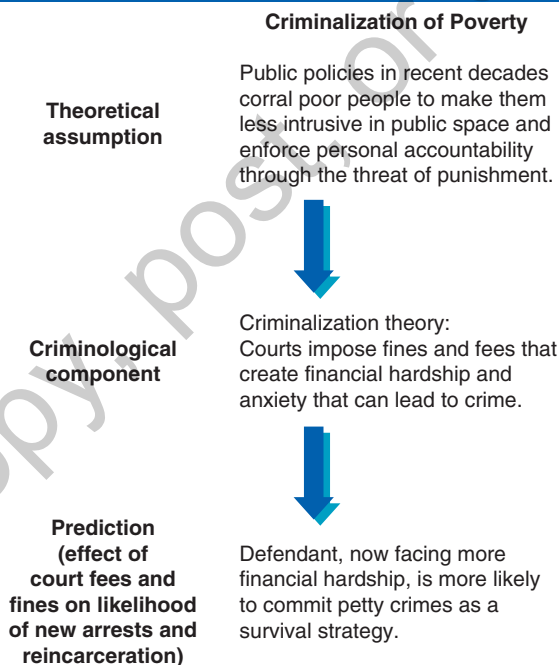 Criminalization of Poverty
Theoretical
assumption
Public policies in recent decades
corral poor people to make them
less intrusive in public space and
enforce personal accountability
through the threat of punishment.
Criminological
component
Criminalization theory:
Courts impose fines and fees that
create financial hardship and
anxiety that can lead to crime.
Prediction
(effect of
court fees and
fines on likelihood
of new arrests and
reincarceration)
Defendant, now facing more
financial hardship, is more likely
to commit petty crimes as a
survival strategy.
post, or